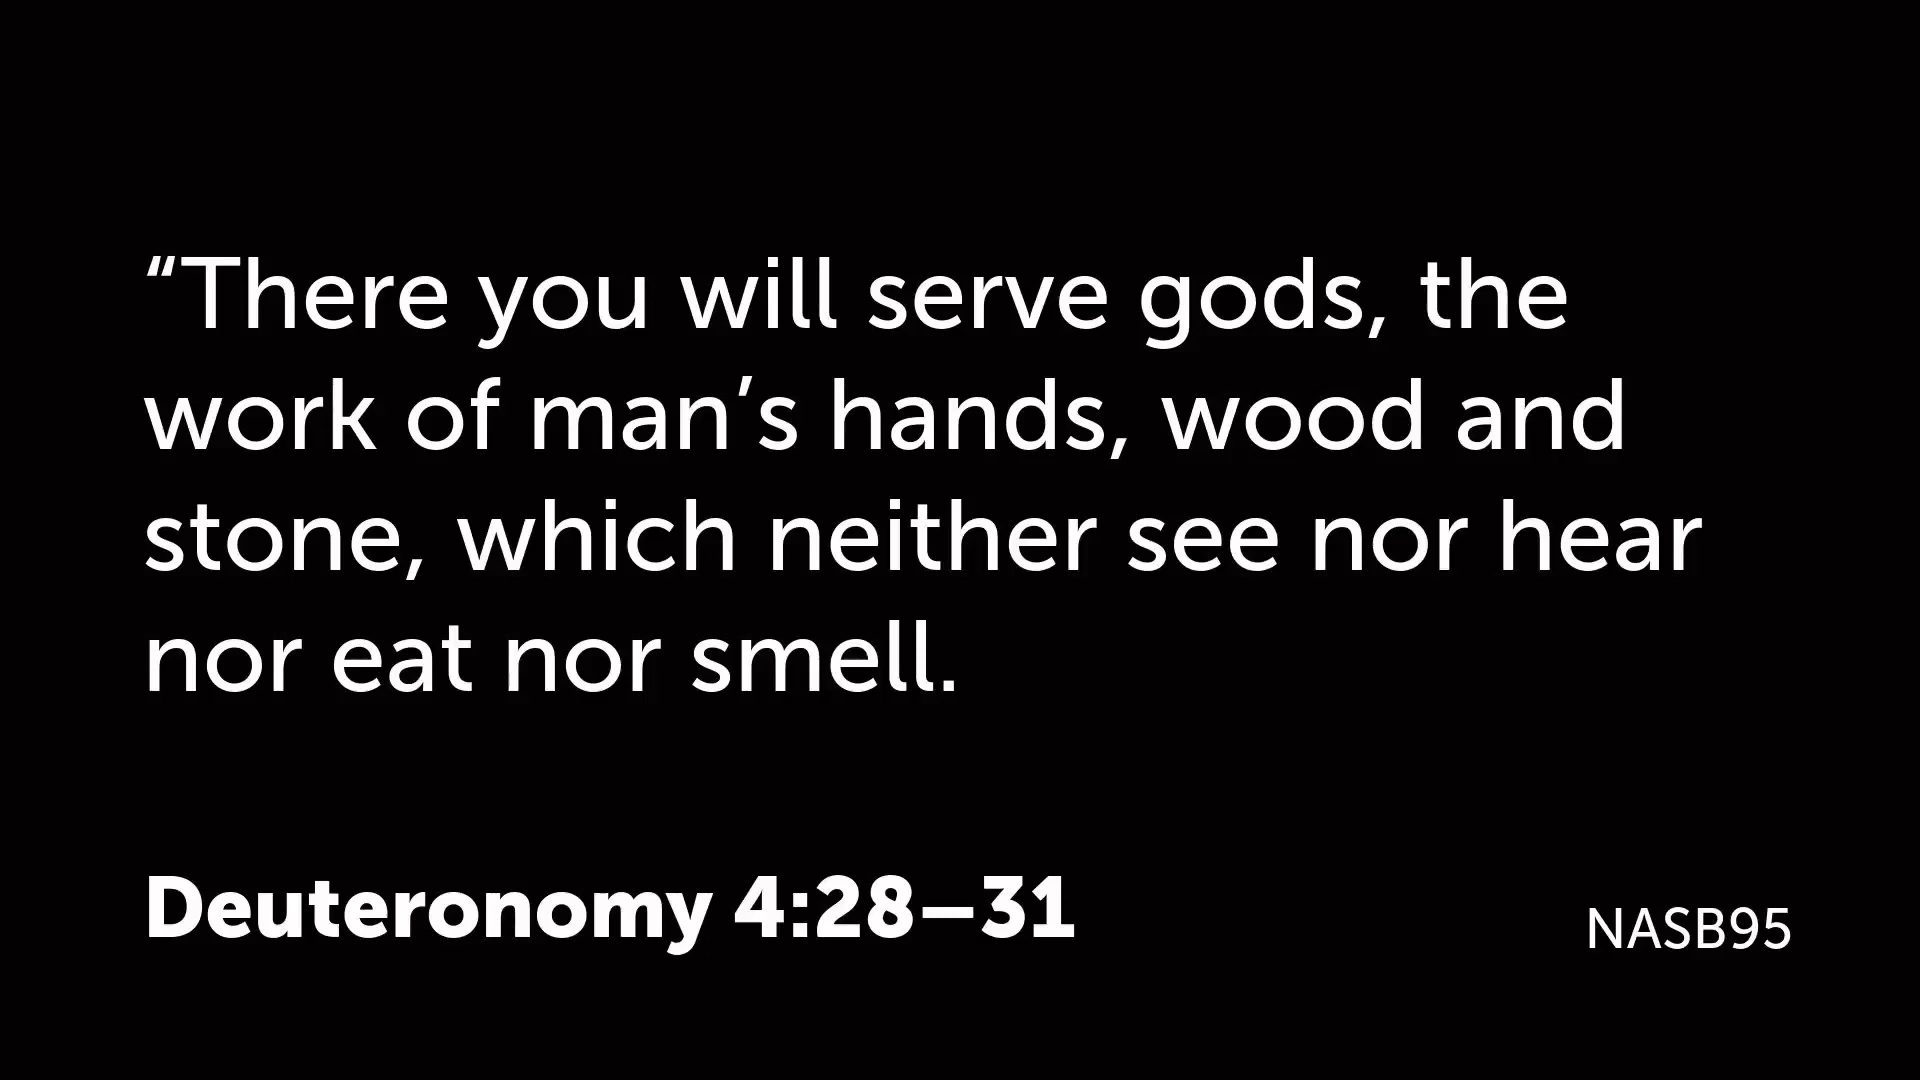 “There you will serve gods, the
work of man’s hands, wood and
stone, which neither see nor hear
nor eat nor smell.
Deuteronomy 4:28–31
NASB95